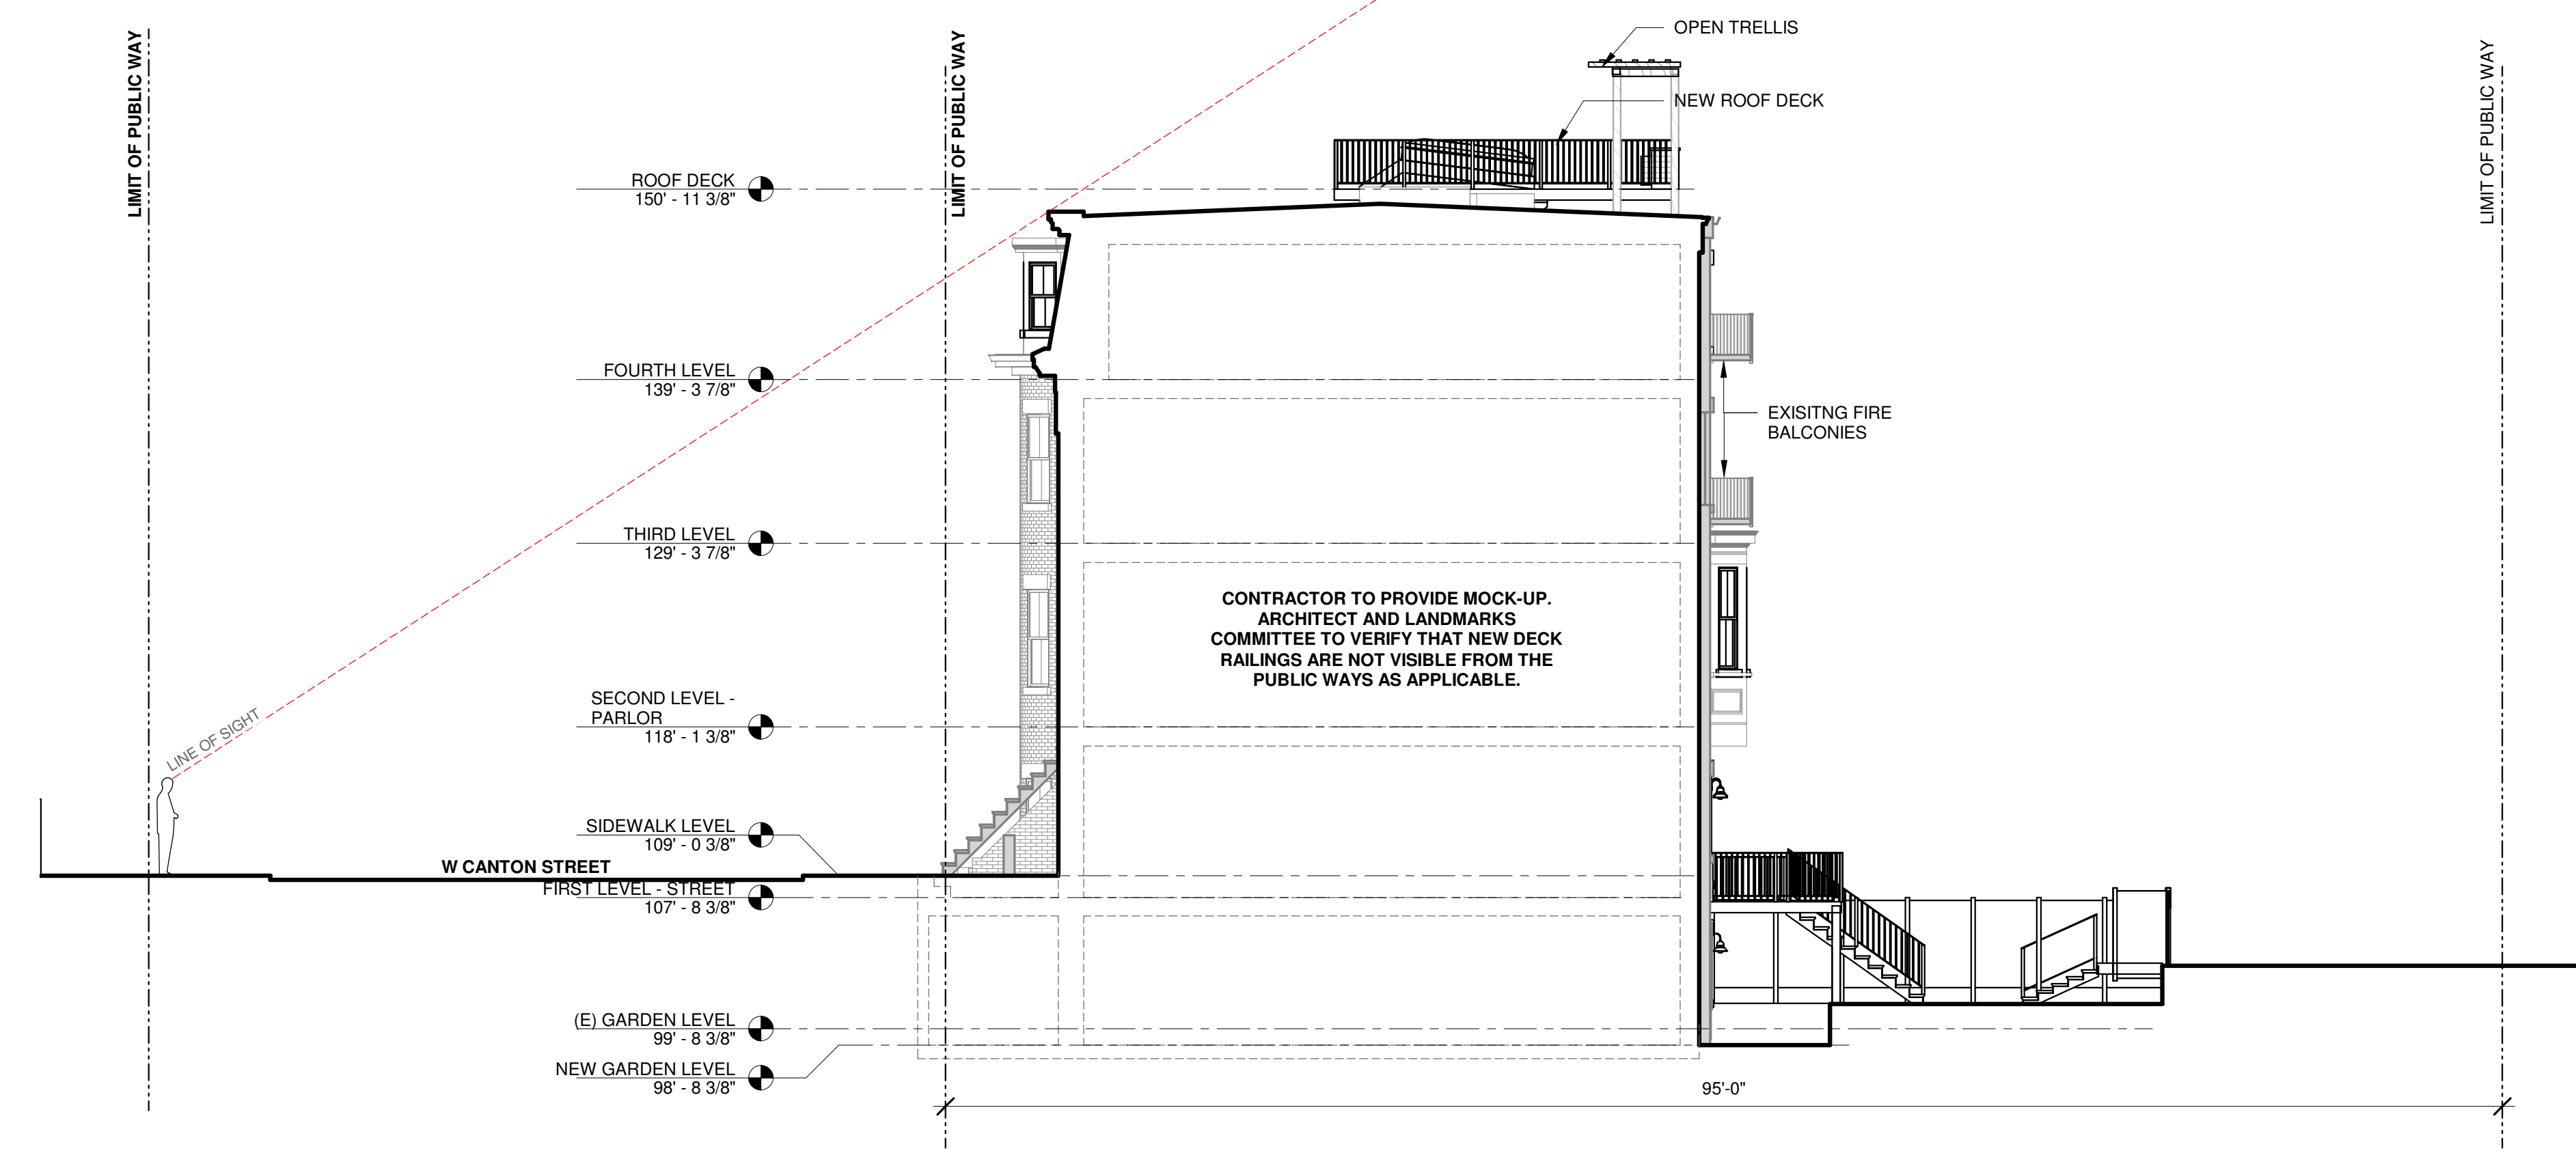 LIMIT OF PUBLIC WAY
LIMIT OF PUBLIC WAY
LIMIT OF PUBLIC WAY
OPEN TRELLIS
NEW ROOF DECK
ROOF DECK
150' - 11 3/8"
FOURTH LEVEL
139' - 3 7/8"
EXISITNG FIRE
BALCONIES
THIRD LEVEL
129' - 3 7/8"
CONTRACTOR TO PROVIDE MOCK-UP.
ARCHITECT AND LANDMARKS
COMMITTEE TO VERIFY THAT NEW DECK
RAILINGS ARE NOT VISIBLE FROM THE
PUBLIC WAYS AS APPLICABLE.
SECOND LEVEL -
PARLOR
118' - 1 3/8"
LINE OF SIGHT
SIDEWALK LEVEL
109' - 0 3/8"
W CANTON STREET
FIRST LEVEL - STREET
107' - 8 3/8"
(E) GARDEN LEVEL
99' - 8 3/8"
NEW GARDEN LEVEL
98' - 8 3/8"
95'-0"